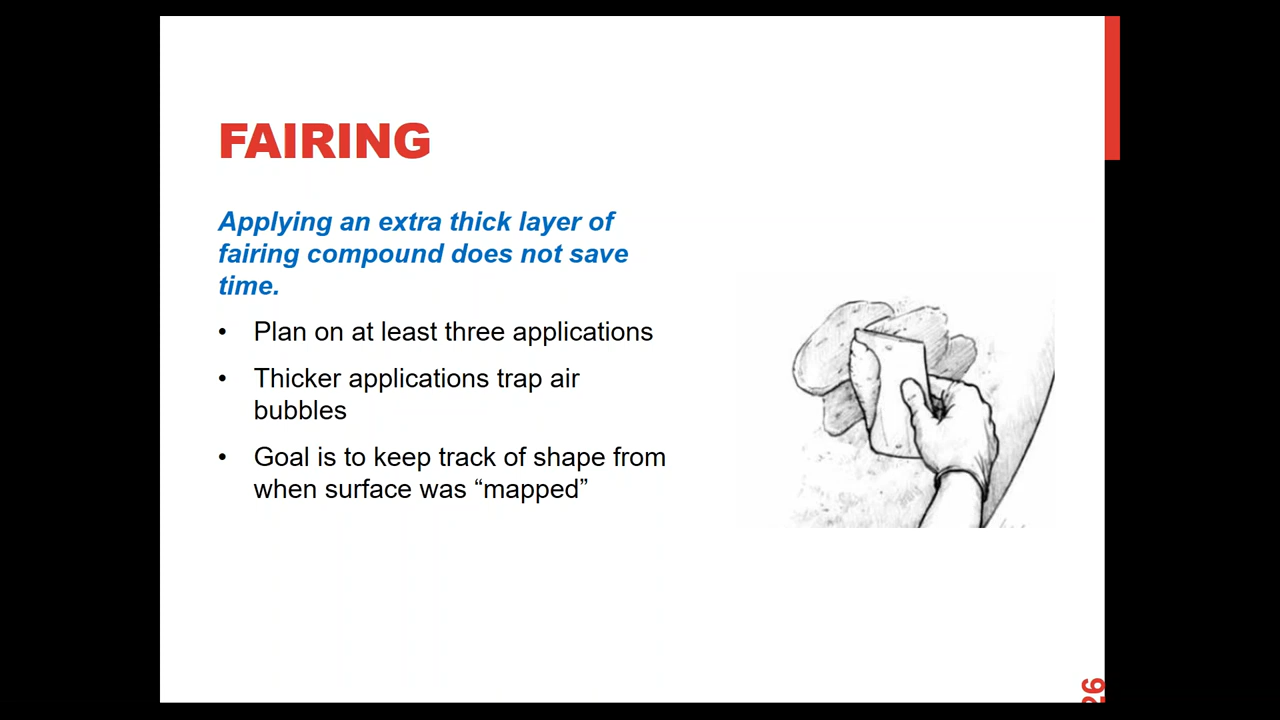 FAIRING
Applying an extra thick layer of
fairing compound does not save
time.
• Plan on at least three applications
• Thicker applications trap air
bubbles
• Goal is to keep track of shape from
when surface was “mapped”
26